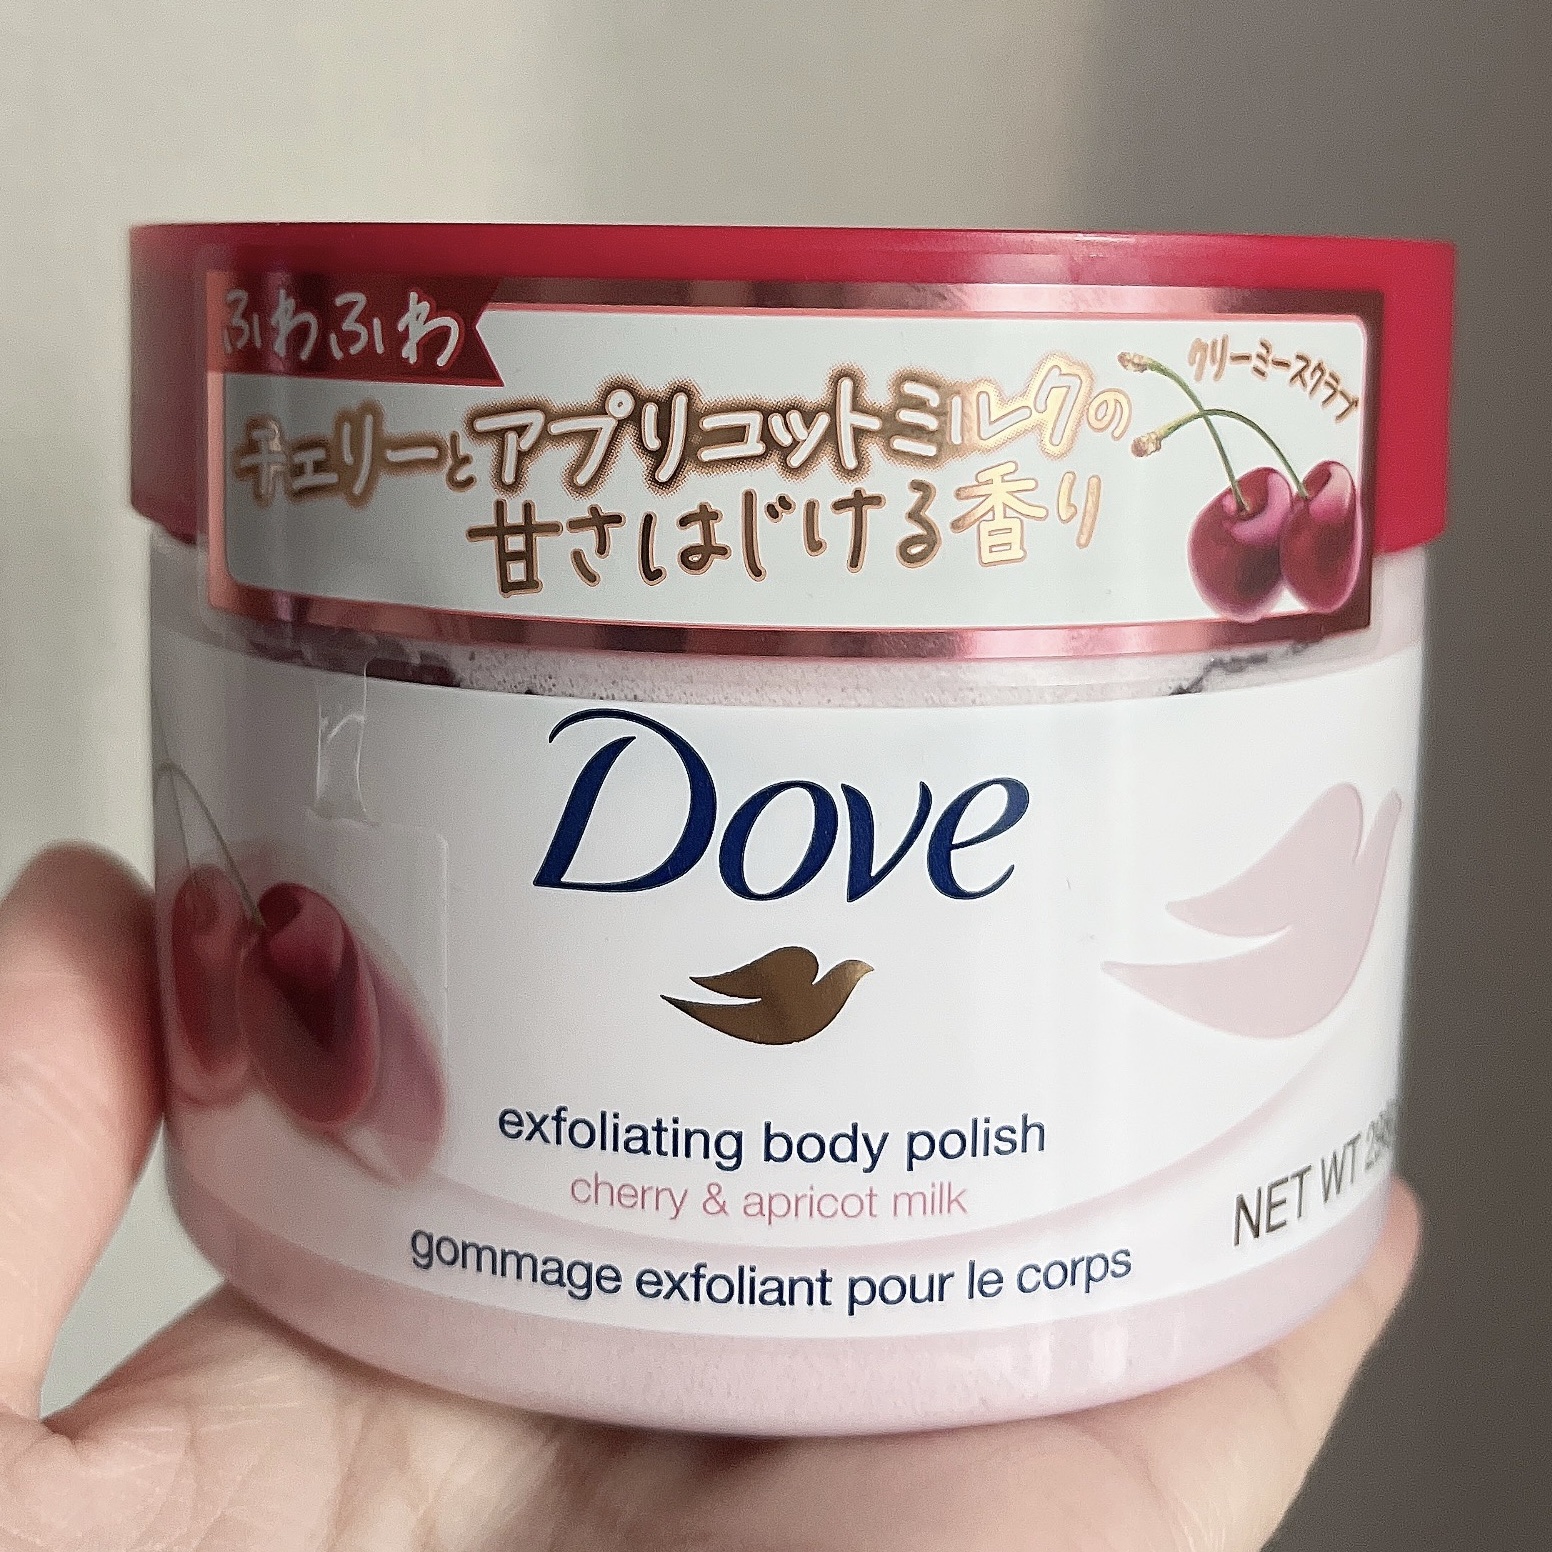 ふわふわ
クリーミースクラブ
チェリーとアプリコットミルクの
甘さはじける香り
Dove
exfoliating body polish
cherry & apricot milk
gommage exfoliant pour le corps
NET WT